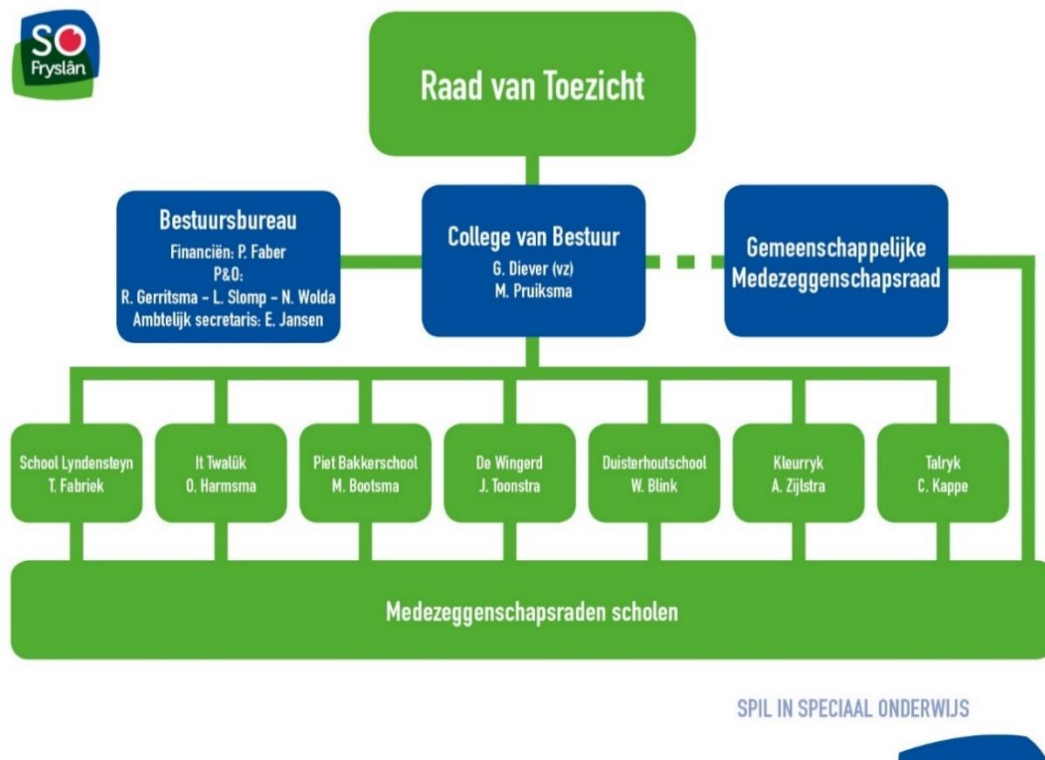 SO
Fryslân
Raad van Toezicht
Bestuursbureau
Financiën: P. Faber
P&O:
R. Gerritsma - L. Slomp - N. Wolda
Ambtelijk secretaris: E. Jansen
College van Bestuur
G. Diever (vz)
M. Pruiksma
Gemeenschappelijke
Medezeggenschapsraad
School Lyndensteyn
T. Fabriek
It Twalûk
O. Harmsma
Piet Bakkerschool
M. Bootsma
De Wingerd
J. Toonstra
Duisterhoutschool
W. Blink
Kleurryk
A. Zijlstra
Talryk
C. Kappe
Medezeggenschapsraden scholen
SPIL IN SPECIAAL ONDERWIJS